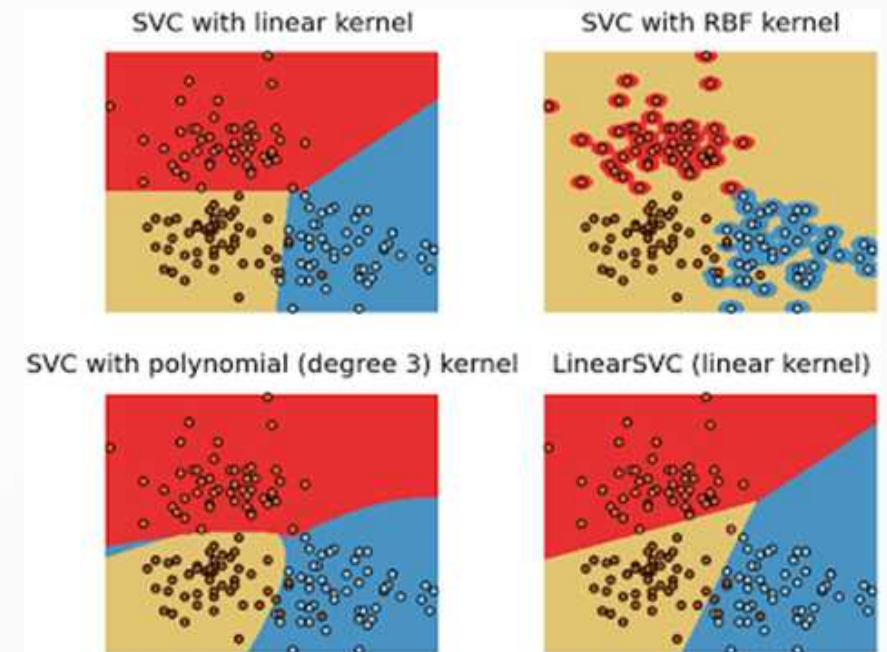 SVC with linear kernel
SVC with RBF kernel
SVC with polynomial (degree 3) kernel
LinearSVC (linear kernel)